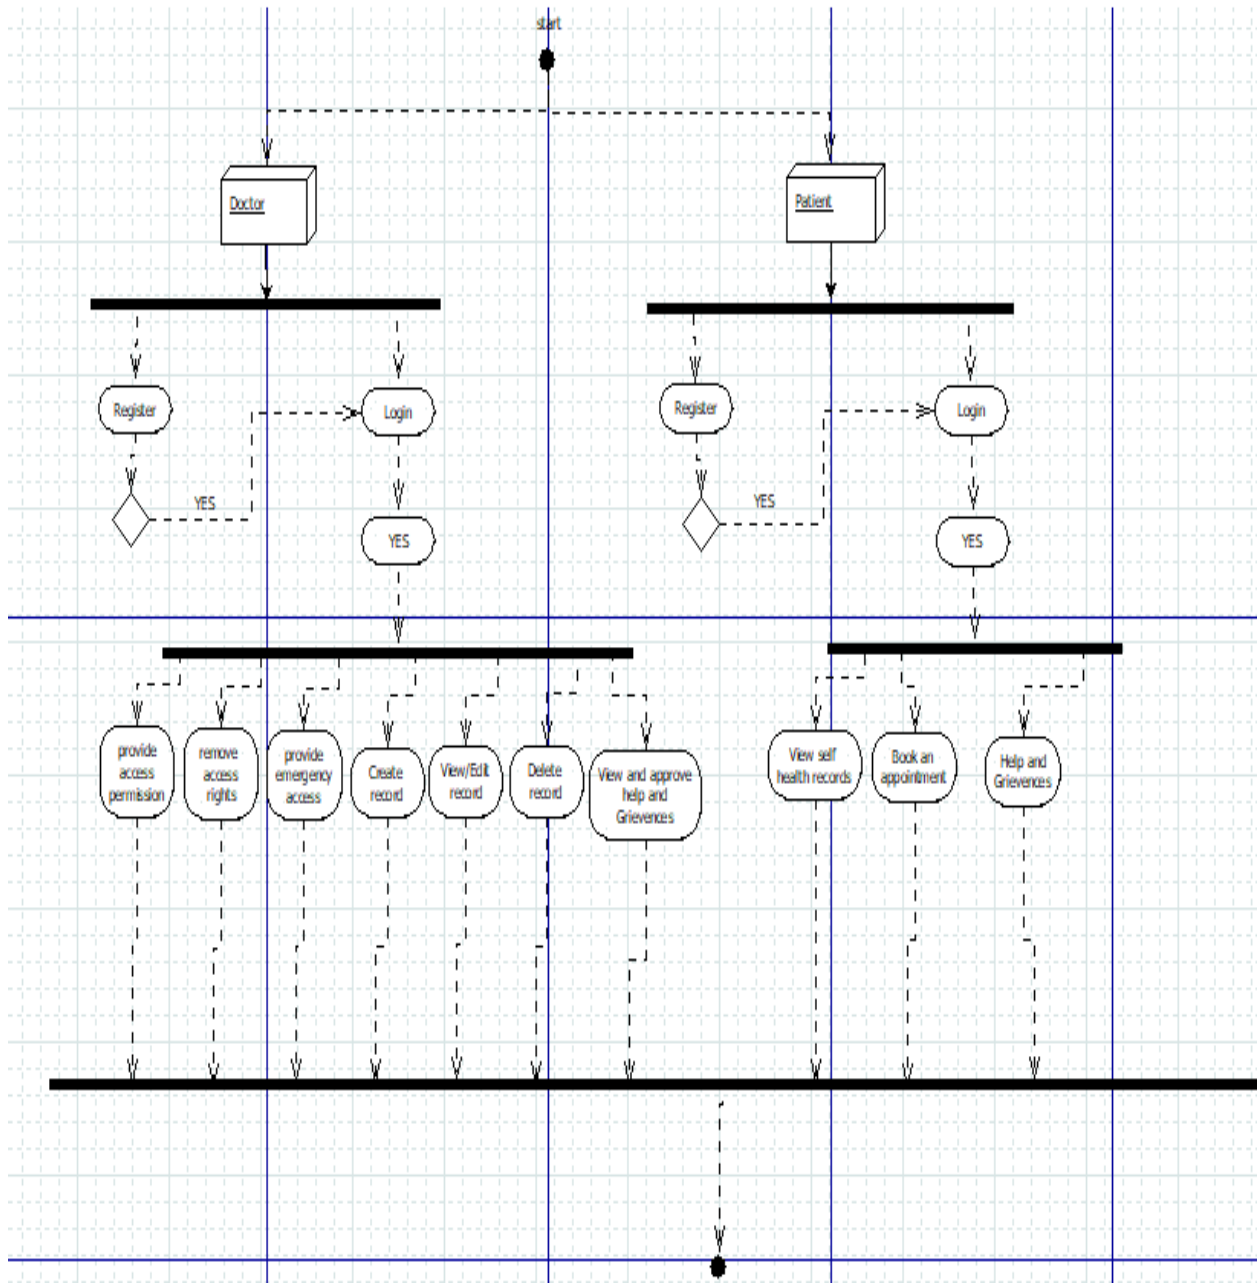 start
Doctor
Patient
Register
Login
Register
Login
YES
YES
YES
YES
provide
access
permission
remove
access
rights
provide
emergency
access
Create
record
View/Edit
record
Delete
record
View and approve
help and
Grievences
View self
health records
Book an
appointment
Help and
Grievences